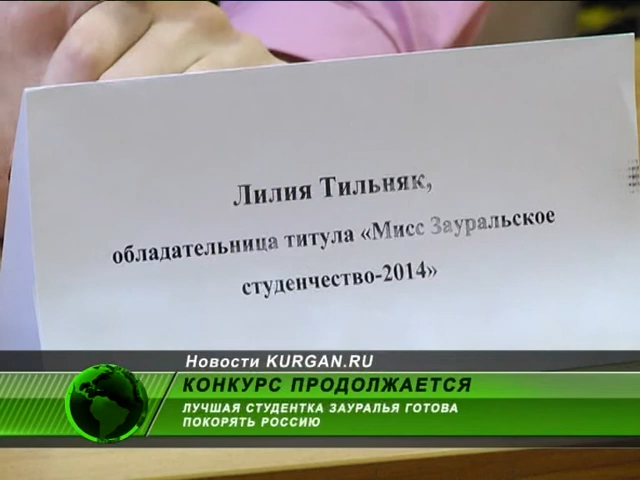 Лилия Тильняк,
обладательница титула «Мисс Зауральское
студенчество-2014»
Новости KURGAN.RU
КОНКУРС ПРОДОЛЖАЕТСЯ
ЛУЧШАЯ СТУДЕНТКА ЗАУРАЛЬЯ ГОТОВА
ПОКОРЯТЬ РОССИЮ